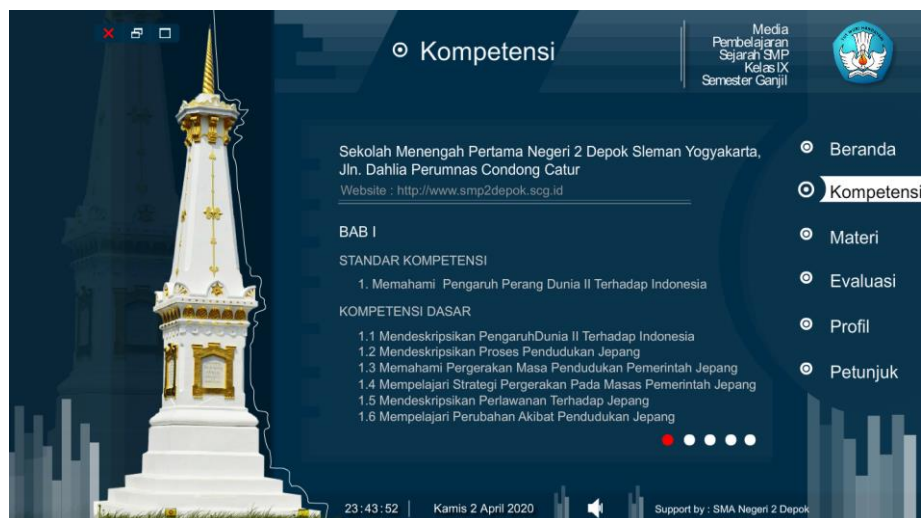 Kompetensi
Media
Pembelajaran
Sejarah SMP
Kelas IX
Semester Ganjil
Sekolah Menengah Pertama Negeri 2 Depok Sleman Yogyakarta,
Jln. Dahlia Perumnas Condong Catur
Website : http://www.smp2depok.scg.id
BAB I
STANDAR KOMPETENSI
1. Memahami Pengaruh Perang Dunia II Terhadap Indonesia
KOMPETENSI DASAR
1.1 Mendeskripsikan PengaruhDunia II Terhadap Indonesia
1.2 Mendeskripsikan Proses Pendudukan Jepang
1.3 Memahami Pergerakan Masa Pendudukan Pemerintah Jepang
1.4 Mempelajari Strategi Pergerakan Pada Masas Pemerintah Jepang
1.5 Mendeskripsikan Perlawanan Terhadap Jepang
1.6 Mempelajari Perubahan Akibat Pendudukan Jepang
Beranda
Kompetensi
Materi
Evaluasi
Profil
Petunjuk
23:43:52 | Kamis 2 April 2020
Support by : SMA Negeri 2 Depok